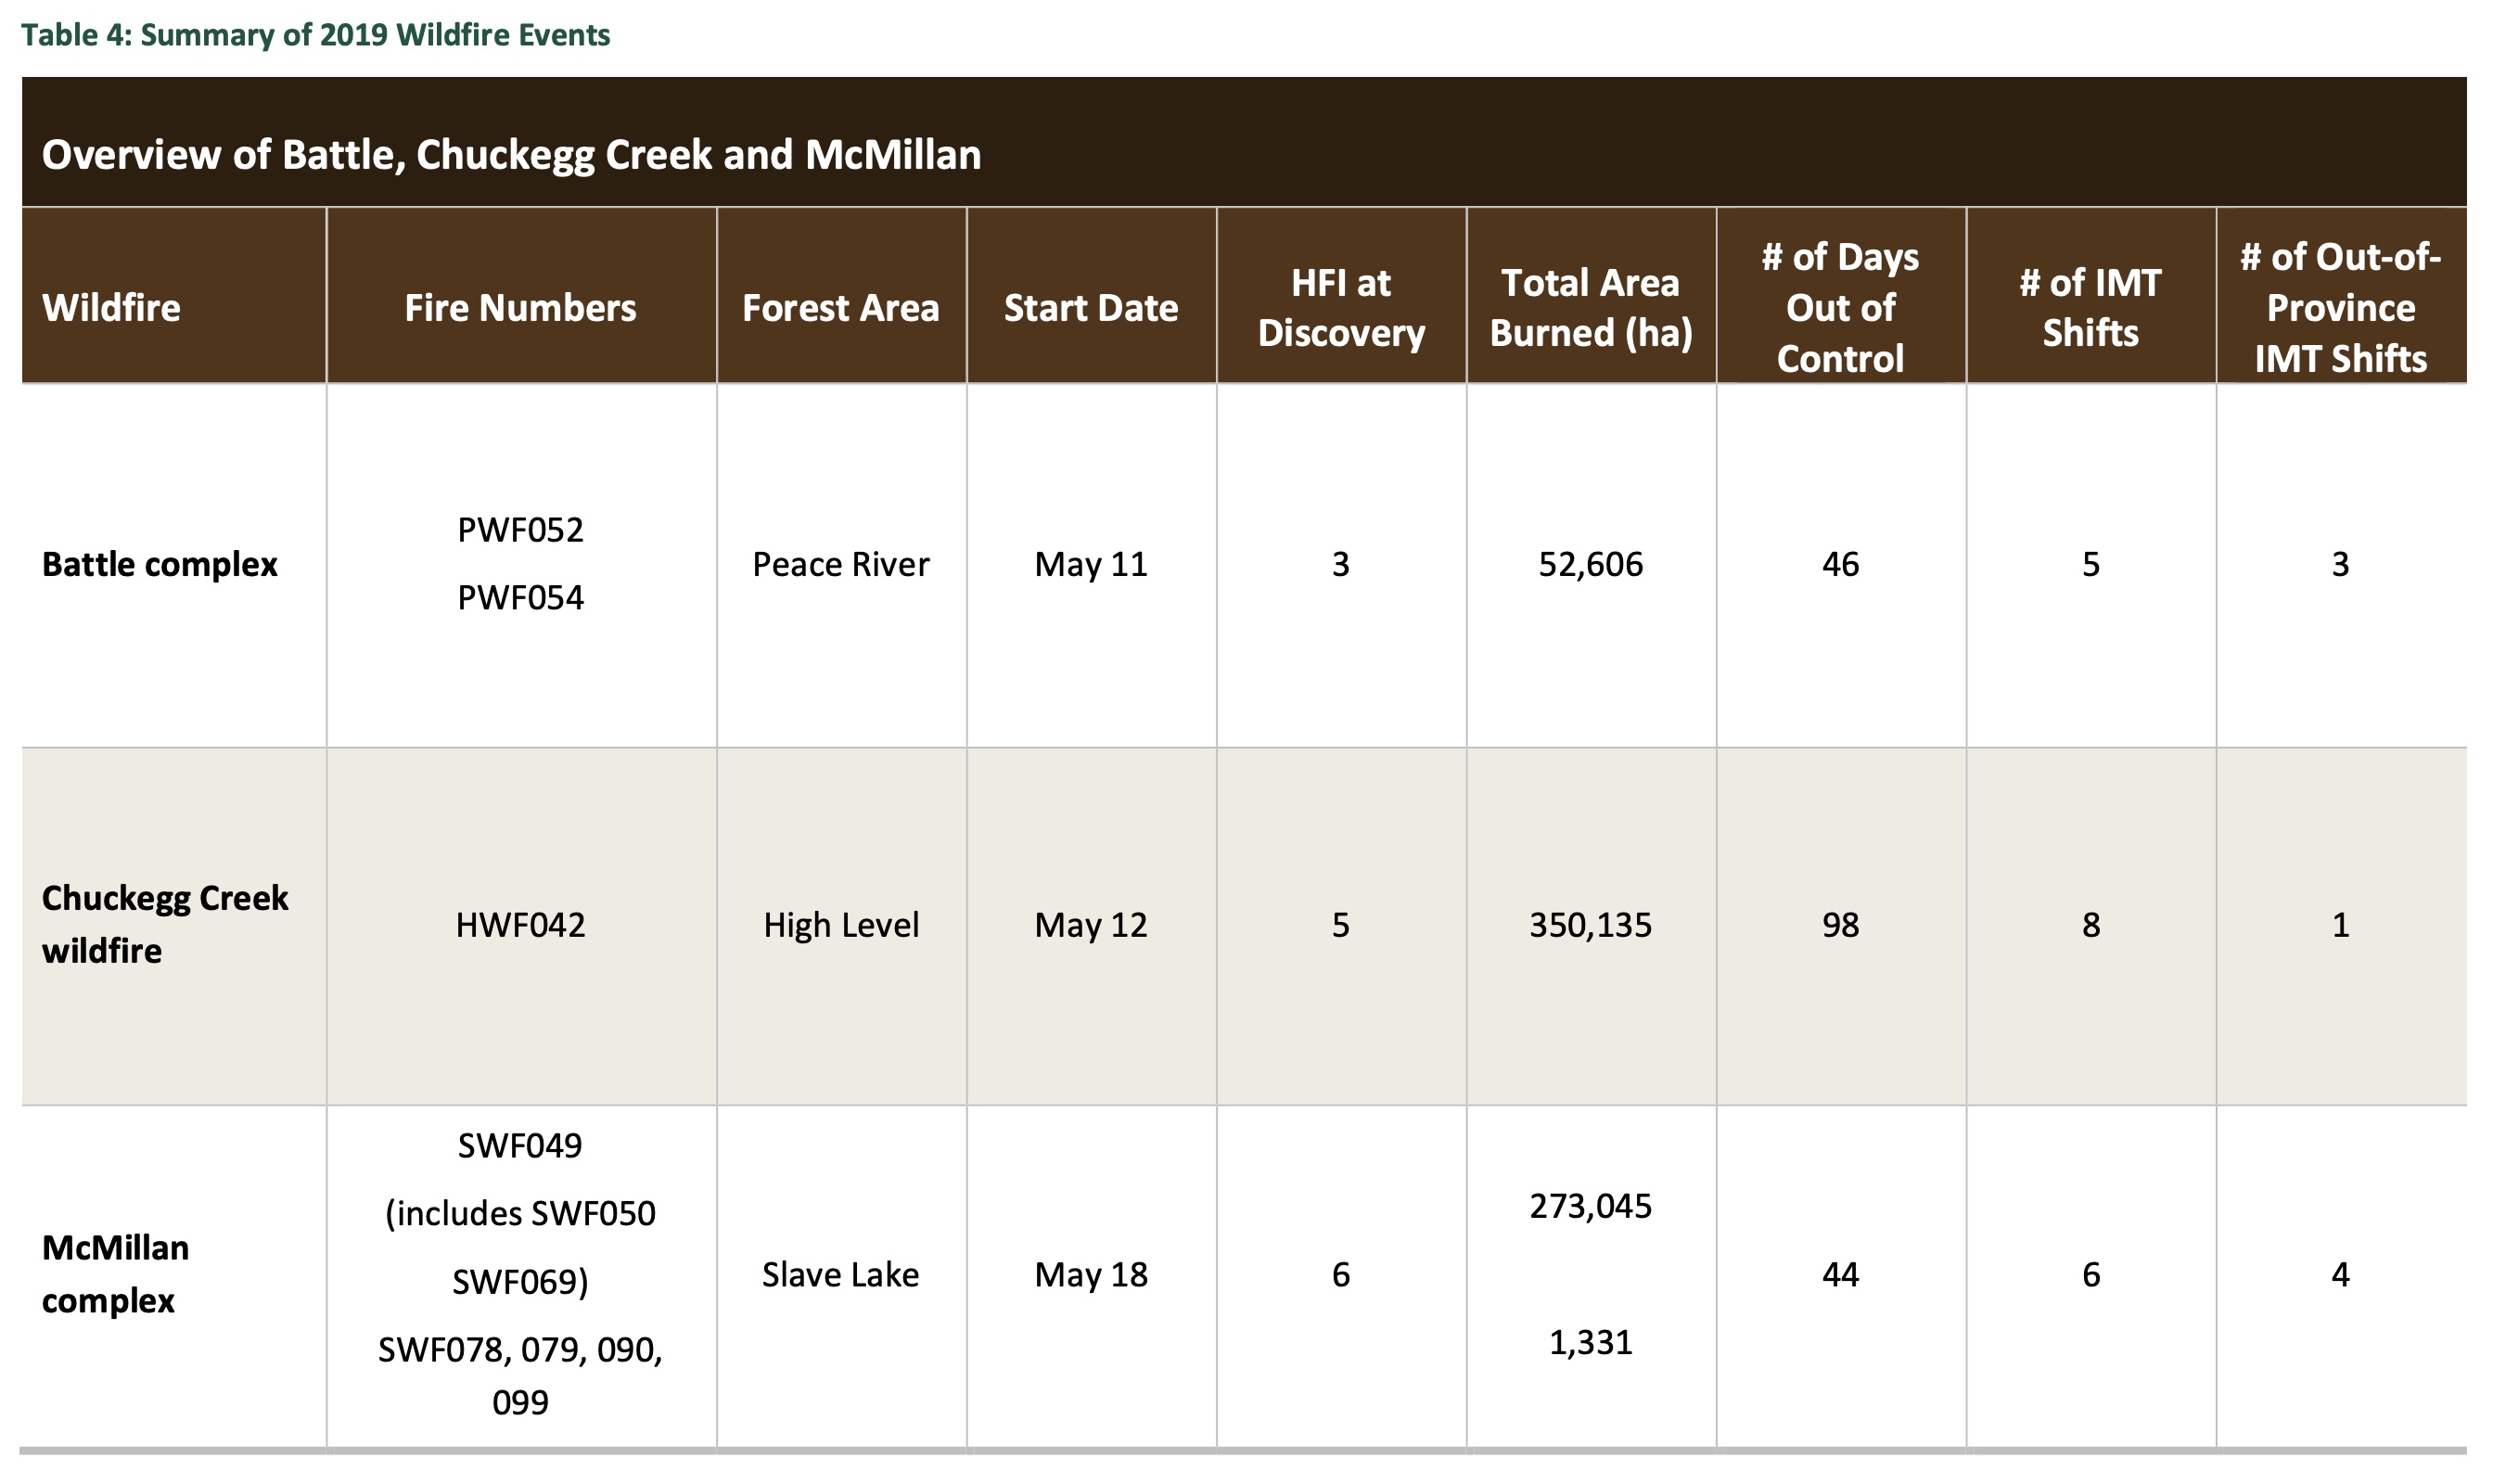 Table 4: Summary of 2019 Wildfire Events
Overview of Battle, Chuckegg Creek and McMillan
Wildfire
Fire Numbers
Forest Area
Start Date
HFI at
Discovery
Total Area
Burned (ha)
# of Days
Out of
Control
# of IMT
Shifts
# of Out-of-
Province
IMT Shifts
Battle complex
PWF052
PWF054
Peace River
May 11
3
52,606
46
5
3
Chuckegg Creek
wildfire
HWF042
High Level
May 12
5
350,135
98
8
1
McMillan
complex
SWF049
(includes SWF050
SWF069)
SWF078, 079, 090,
099
Slave Lake
May 18
6
273,045
1,331
44
6
4